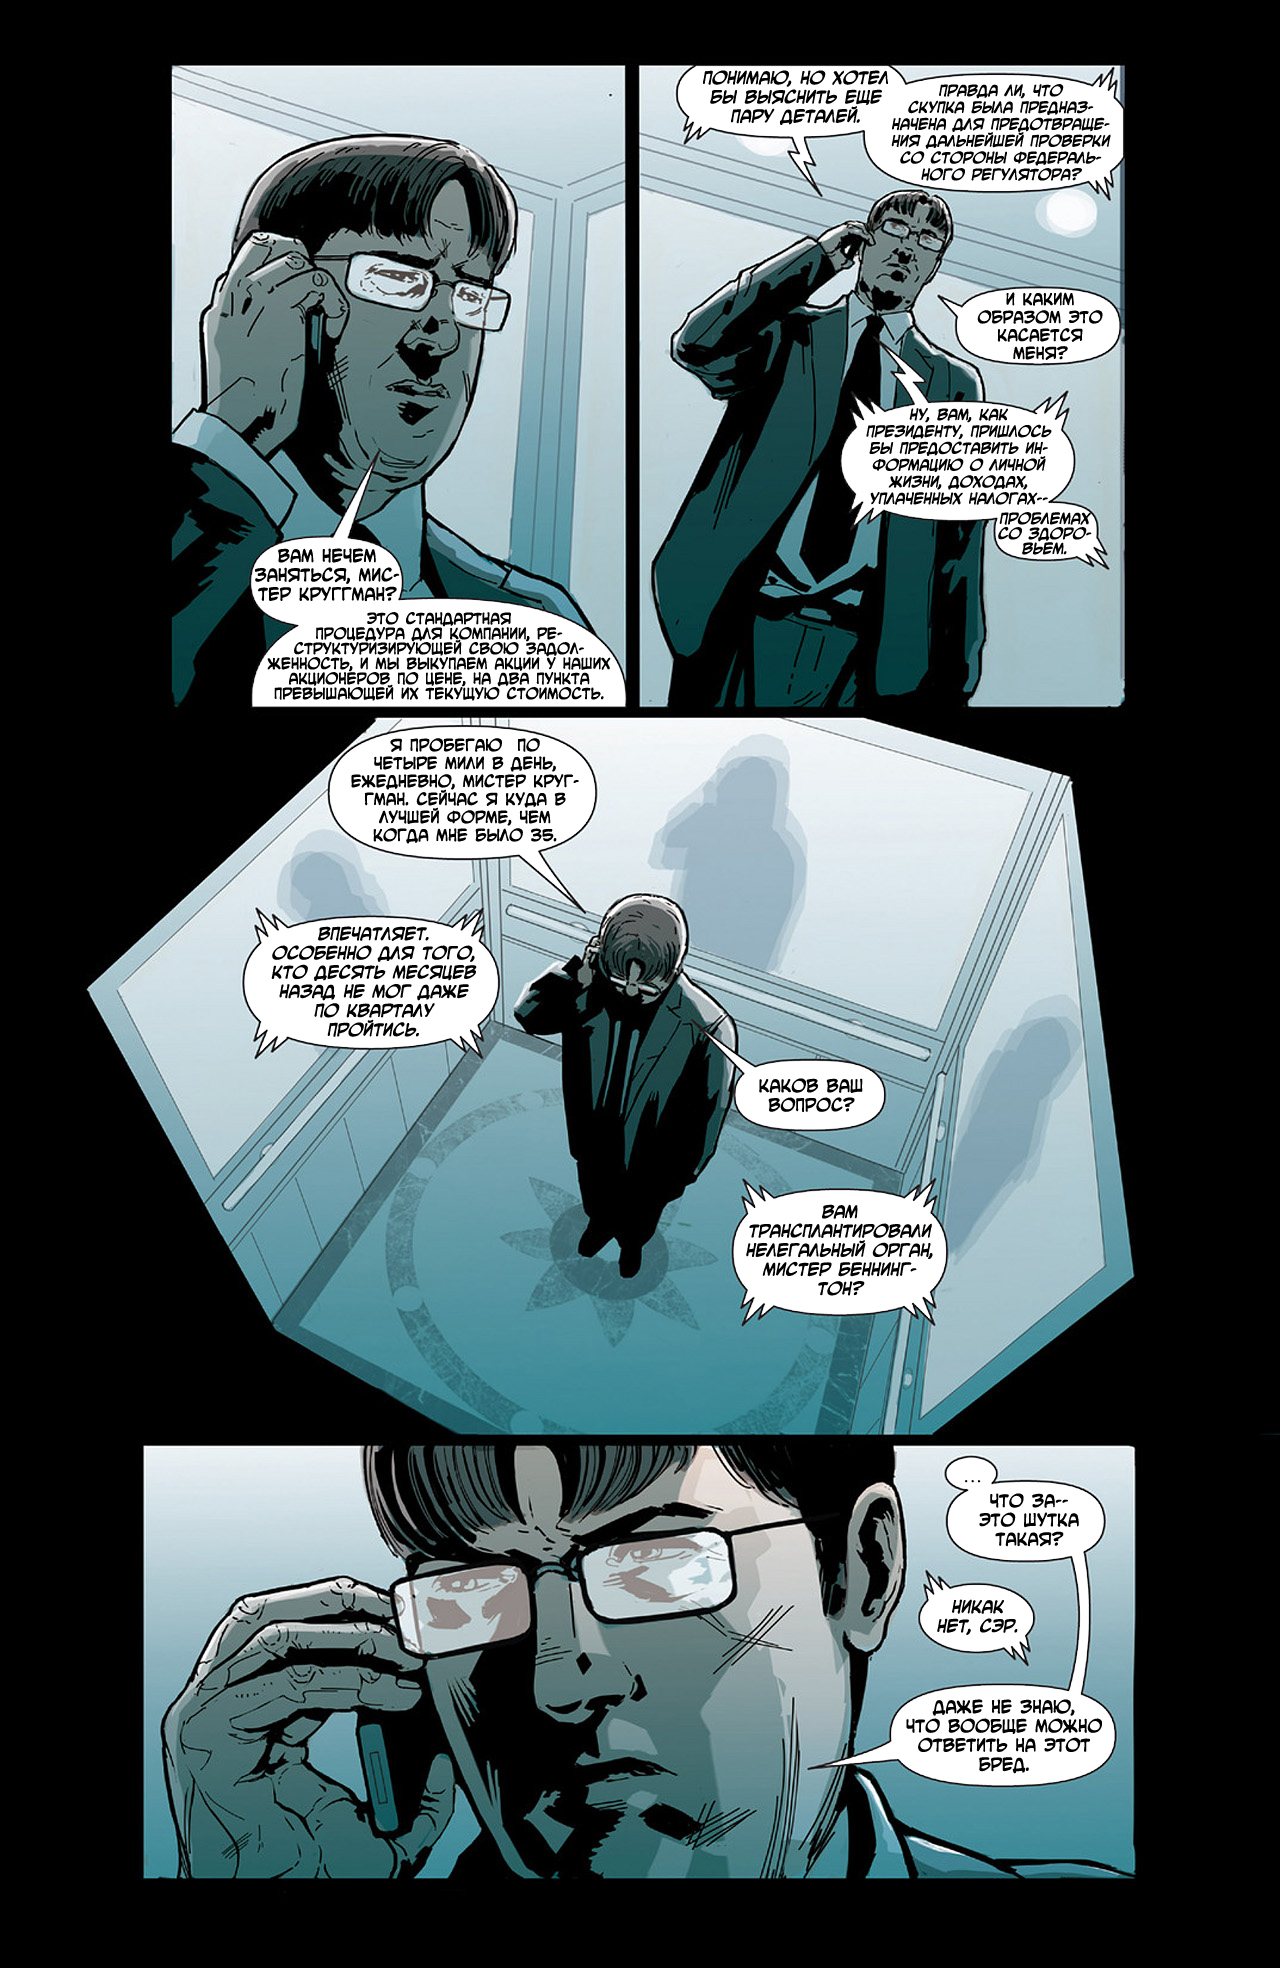 ВАМ НЕЧЕМ
ЗАНЯТЬСЯ, МИС-
ТЕР КРУГГМАН?
ЭТО СТАНДАРТНАЯ
ПРОЦЕДУРА ДЛЯ КОМПАНИИ, РЕ-
СТРУКТУРИЗИРУЮЩЕЙ СВОЮ ЗАДОЛ-
ЖЕННОСТЬ, И МЫ ВЫКУПАЕМ АКЦИИ У НАШИХ
АКЦИОНЕРОВ ПО ЦЕНЕ, НА ДВА ПУНКТА
ПРЕВЫШАЮЩЕЙ ИХ ТЕКУЩУЮ СТОИМОСТЬ.
ПОНИМАЮ, НО ХОТЕЛ
БЫ ВЫЯСНИТЬ ЕЩЕ
ПАРУ ДЕТАЛЕЙ.
ПРАВДА ЛИ, ЧТО
СКУПКА БЫЛА ПРЕДНАЗ-
НАЧЕНА ДЛЯ ПРЕДОТВРАЩЕ-
НИЯ ДАЛЬНЕЙШЕЙ ПРОВЕРКИ
СО СТОРОНЫ ФЕДЕРАЛЬ-
НОГО РЕГУЛЯТОРА?
И КАКИМ
ОБРАЗОМ ЭТО
КАСАЕТСЯ
МЕНЯ?
НУ, ВАМ, КАК
ПРЕЗИДЕНТУ, ПРИШЛОСЬ
БЫ ПРЕДОСТАВИТЬ ИН-
ФОРМАЦИЮ О ЛИЧНОЙ
ЖИЗНИ, ДОХОДАХ,
УПЛАЧЕННЫХ НАЛОГАХ--
ПРОБЛЕМАХ
СО ЗДОРО-
ВЬЕМ.
Я ПРОБЕГАЮ ПО
ЧЕТЫРЕ МИЛИ В ДЕНЬ,
ЕЖЕДНЕВНО, МИСТЕР КРУГ-
ГМАН. СЕЙЧАС Я КУДА В
ЛУЧШЕЙ ФОРМЕ, ЧЕМ
КОГДА МНЕ БЫЛО 35.
ВПЕЧАТЛЯЕТ.
ОСОБЕННО ДЛЯ ТОГО,
КТО ДЕСЯТЬ МЕСЯЦЕВ
НАЗАД НЕ МОГ ДАЖЕ
ПО КВАРТАЛУ
ПРОЙТИСЬ.
КАКОВ ВАШ
ВОПРОС?
ВАМ
ТРАНСПЛАНТИРОВАЛИ
НЕЛЕГАЛЬНЫЙ ОРГАН,
МИСТЕР БЕННИНГ-
ТОН?
...
ЧТО ЗА--
ЭТО ШУТКА
ТАКАЯ?
НИКАК
НЕТ, СЭР.
ДАЖЕ НЕ ЗНАЮ,
ЧТО ВООБЩЕ МОЖНО
ОТВЕТИТЬ НА ЭТОТ
БРЕД.